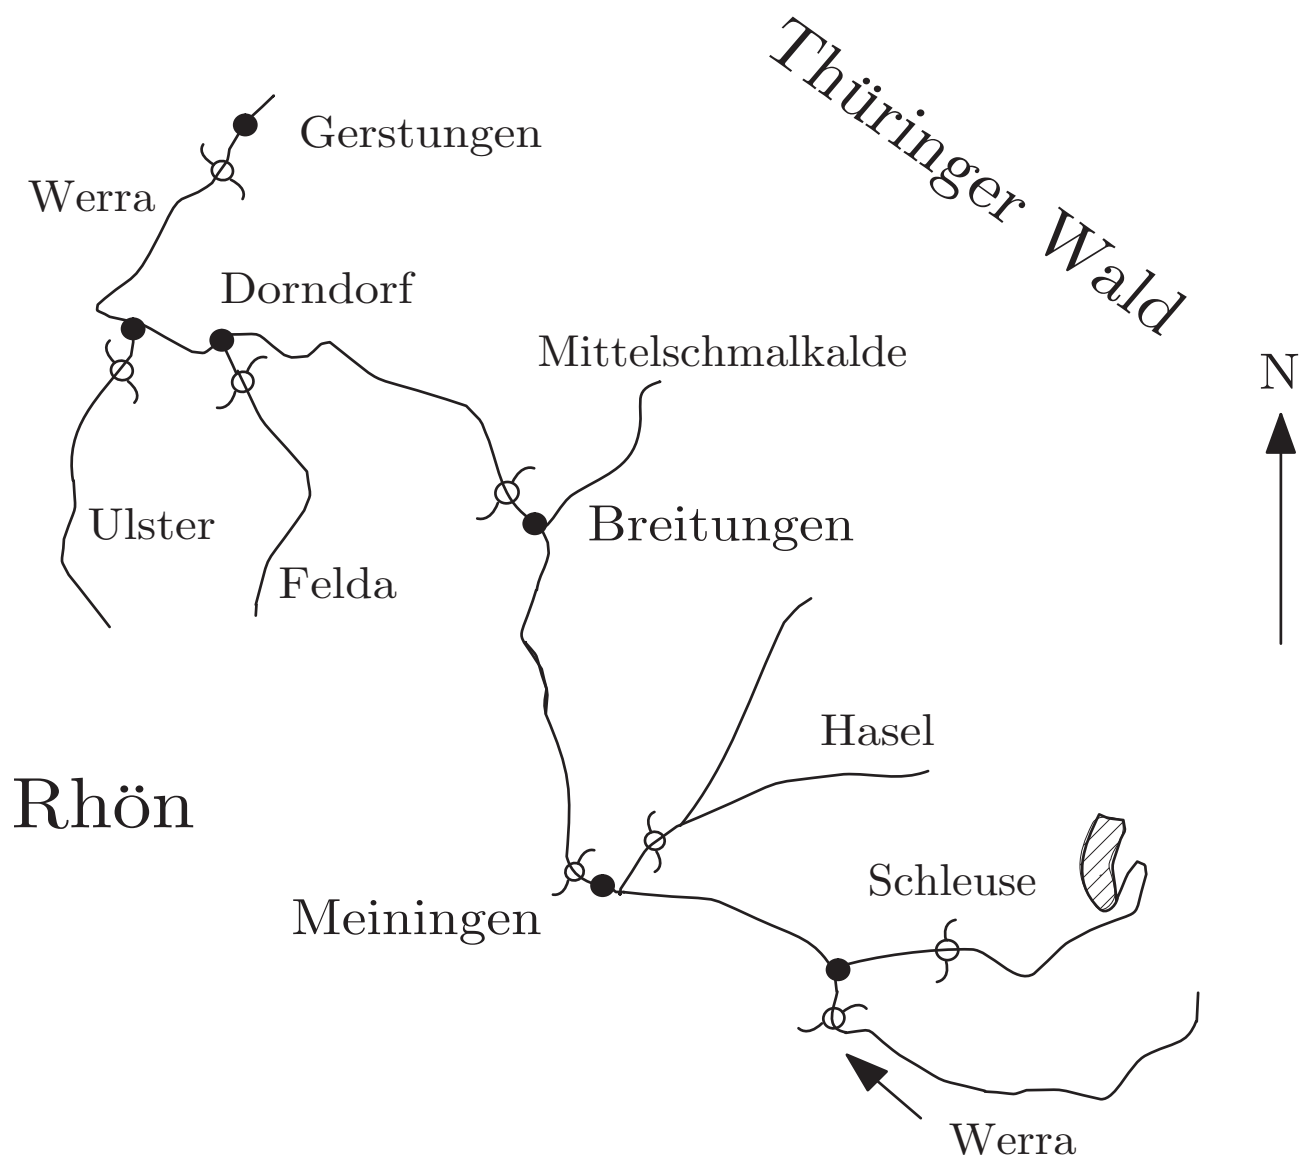 Thüringer Wald
Gerstungen
Werra
Dorndorf
Mittelschmalkalde
N
Ulster
Breitungen
Felda
Hasel
Rhön
Schleuse
Meiningen
Werra